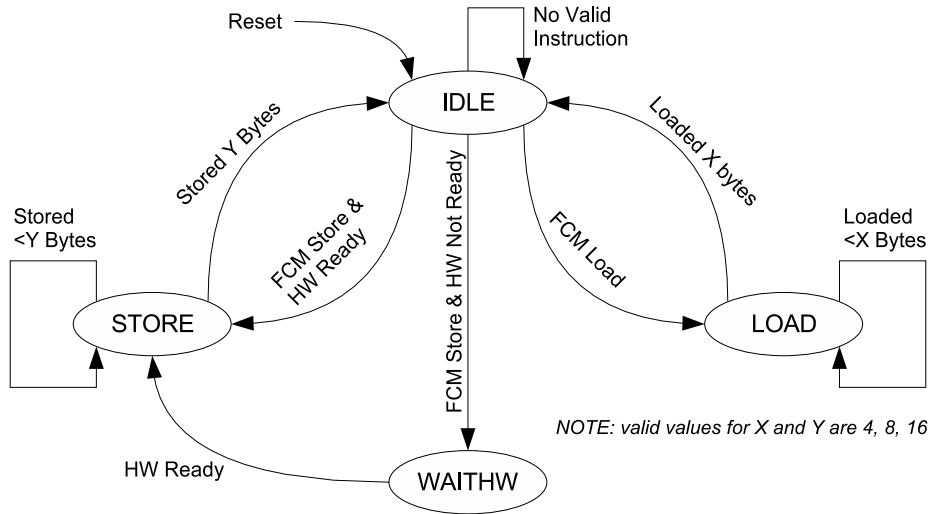 Reset
No Valid
Instruction
IDLE
Stored Y Bytes
Loaded X bytes
FCM Store &
HW Ready
FCM Store & HW Not Ready
FCM Load
Stored
<Y Bytes
Loaded
<X Bytes
STORE
LOAD
NOTE: valid values for X and Y are 4, 8, 16
HW Ready
WAITHW